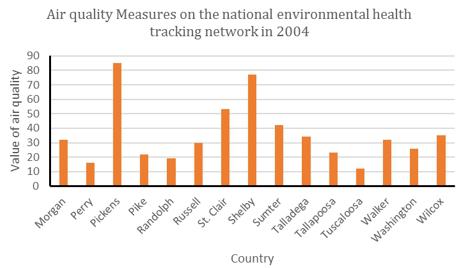 Air quality Measures on the national environmental health
tracking network in 2004
Value of air quality
90
80
70
60
50
40
30
20
10
0
Morgan
Perry
Pickens
Pike
Randolph
Russell
St. Clair
Shelby
Sumter
Talladega
Tallapoosa
Tuscaloosa
Walker
Washington
Wilcox
Country